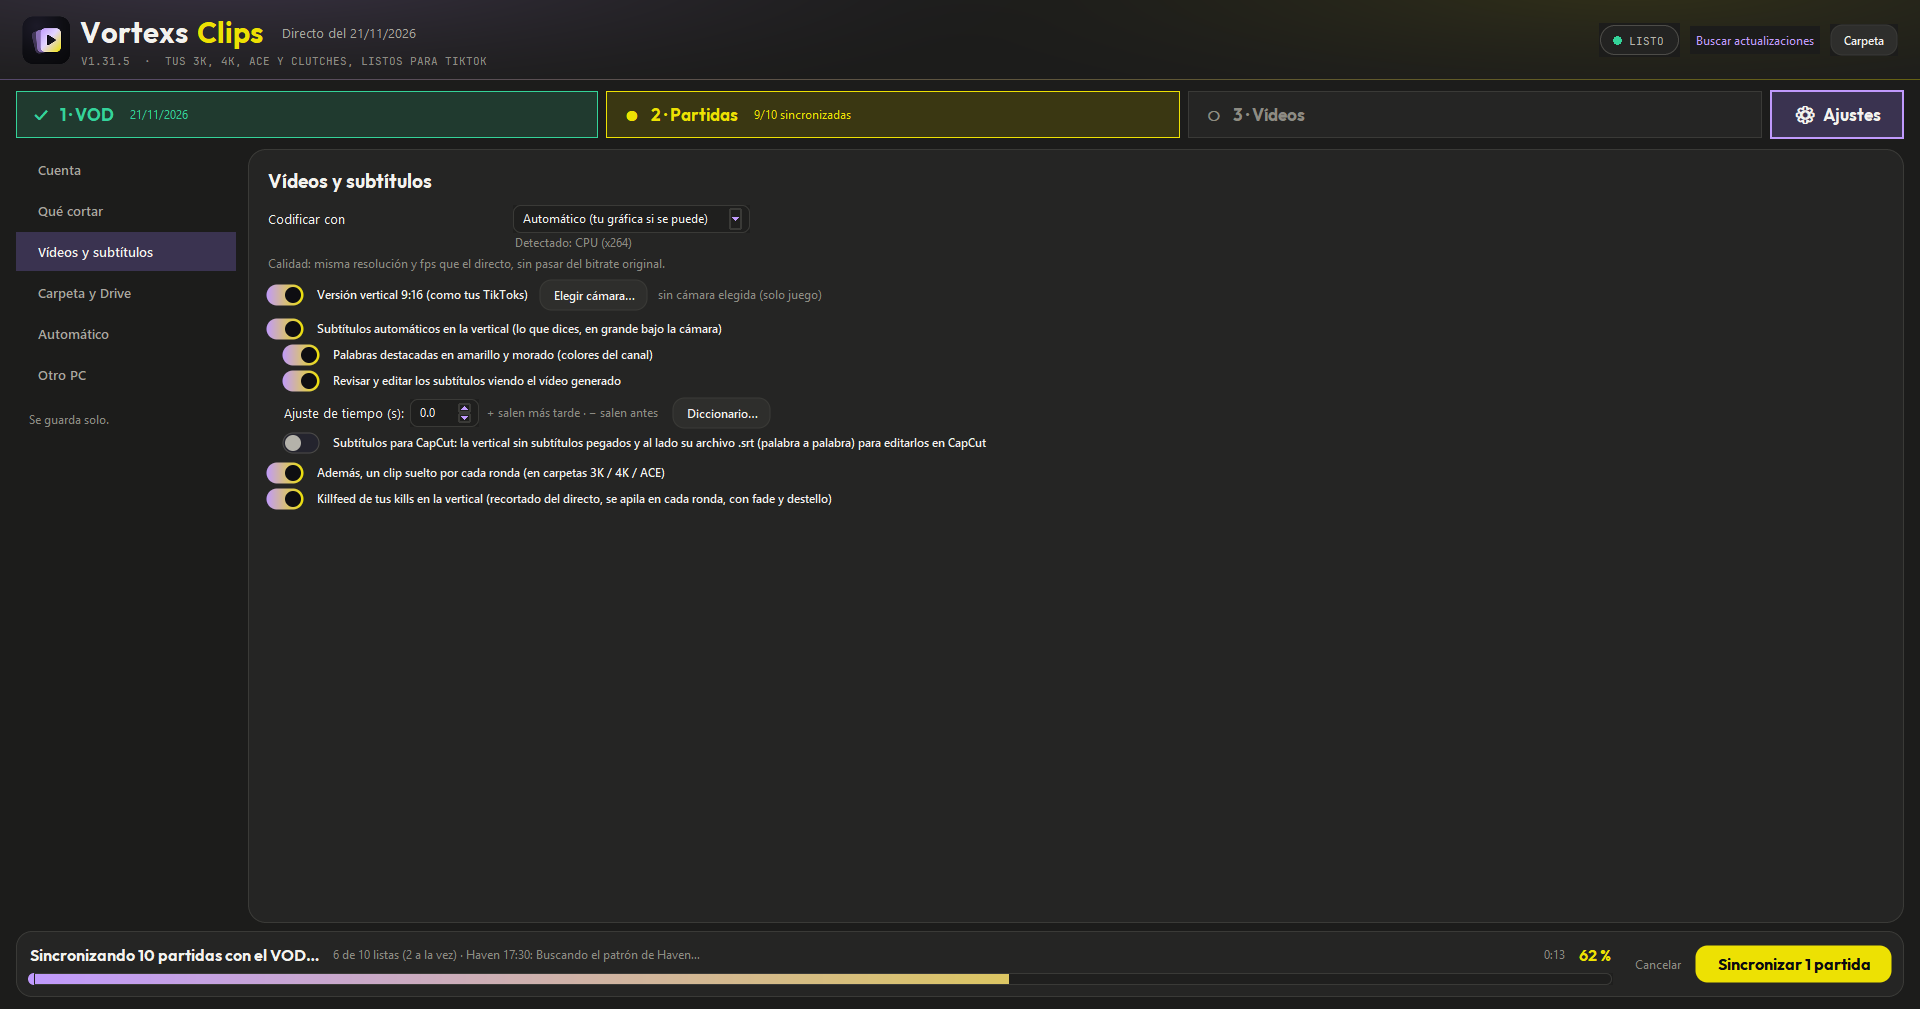 Vortexs Clips Directo del 21/11/2026
V1.31.5 · TUS 3K, 4K, ACE Y CLUTCHES, LISTOS PARA TIKTOK
LISTO
Buscar actualizaciones
Carpeta
1·VOD 21/11/2026
2·Partidas 9/10 sincronizadas
3·Vídeos
Ajustes
Cuenta
Qué cortar
Vídeos y subtítulos
Carpeta y Drive
Automático
Otro PC
Se guarda solo.
Vídeos y subtítulos
Codificar con Automático (tu gráfica si se puede)
Detectado: CPU (x264)
Calidad: misma resolución y fps que el directo, sin pasar del bitrate original.
Versión vertical 9:16 (como tus TikToks) Elegir cámara... sin cámara elegida (solo juego)
Subtítulos automáticos en la vertical (lo que dices, en grande bajo la cámara)
Palabras destacadas en amarillo y morado (colores del canal)
Revisar y editar los subtítulos viendo el vídeo generado
Ajuste de tiempo (s): 0.0 + salen más tarde · − salen antes Diccionario...
Subtítulos para CapCut: la vertical sin subtítulos pegados y al lado su archivo .srt (palabra a palabra) para editarlos en CapCut
Además, un clip suelto por cada ronda (en carpetas 3K / 4K / ACE)
Killfeed de tus kills en la vertical (recortado del directo, se apila en cada ronda, con fade y destello)
Sincronizando 10 partidas con el VOD... 6 de 10 listas (2 a la vez) · Haven 17:30: Buscando el patrón de Haven... 0:13 62 %
Cancelar
Sincronizar 1 partida